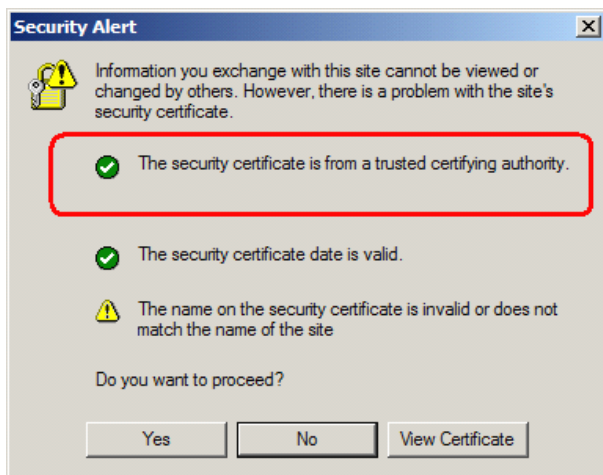 Security Alert
Information you exchange with this site cannot be viewed or
changed by others. However, there is a problem with the site's
security certificate.
The security certificate is from a trusted certifying authority.
The security certificate date is valid.
The name on the security certificate is invalid or does not
match the name of the site
Do you want to proceed?
Yes No View Certificate